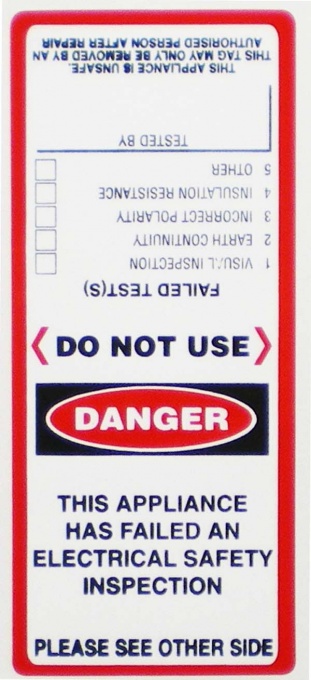 DO NOT USE
DANGER
THIS APPLIANCE
HAS FAILED AN
ELECTRICAL SAFETY
INSPECTION
PLEASE SEE OTHER SIDE
FAILED TEST(S)
1 VISUAL INSPECTION
2 EARTH CONTINUITY
3 INCORRECT POLARITY
4 INSULATION RESISTANCE
5 OTHER
TESTED BY
THIS APPLIANCE IS UNSAFE.
THIS TAG MAY ONLY BE REMOVED BY AN
AUTHORISED PERSON AFTER REPAIR